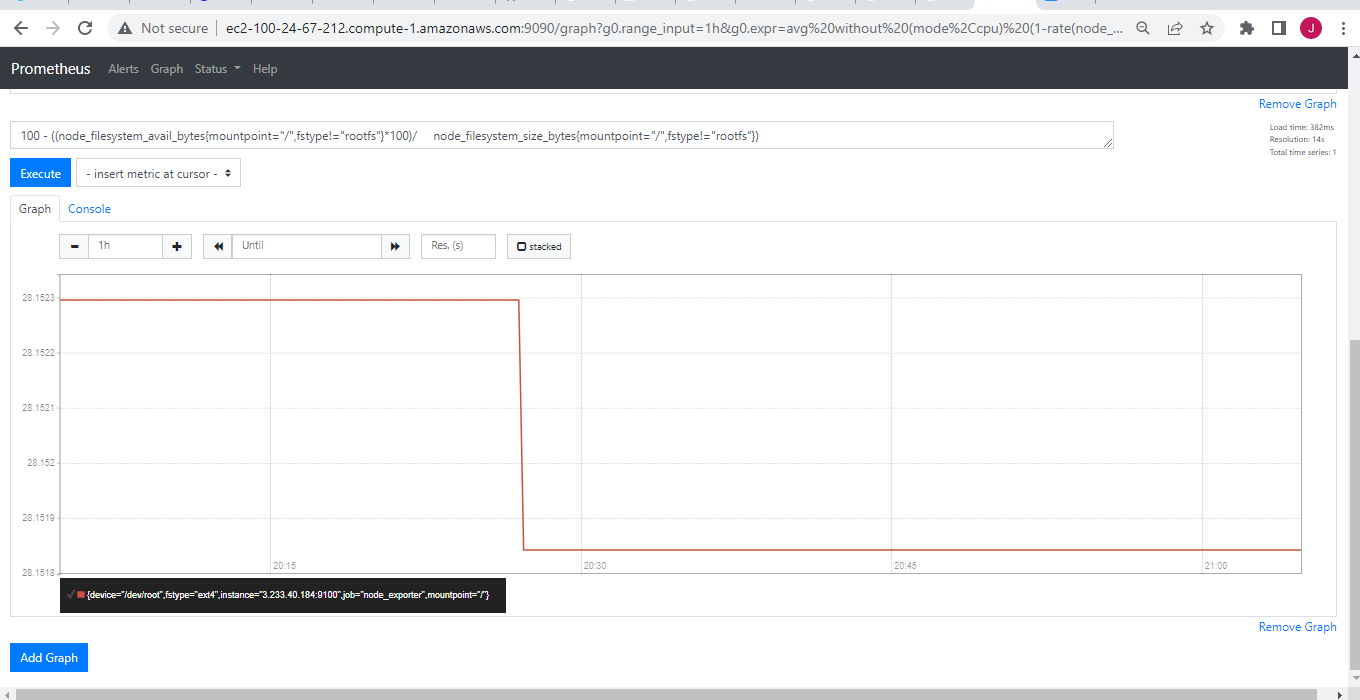 Not secure
ec2-100-24-67-212.compute-1.amazonaws.com:9090/graph?g0.range_input=1h&g0.expr=avg%20without%20(mode%2Ccpu)%20(1-rate(node_...
J
Prometheus Alerts Graph Status Help
Remove Graph
100 - ((node_filesystem_avail_bytes{mountpoint="/",fstype!="rootfs"}*100)/ node_filesystem_size_bytes{mountpoint="/",fstype!="rootfs"})
Load time: 382ms
Resolution: 14s
Total time series: 1
Execute
- insert metric at cursor -
Graph Console
1h Until Res. (s) stacked
28.1523
28.1522
28.1521
28.152
28.1519
28.1518
20:15 20:30 20:45 21:00
{device="/dev/root",fstype="ext4",instance="3.233.40.184:9100",job="node_exporter",mountpoint="/"}
Remove Graph
Add Graph